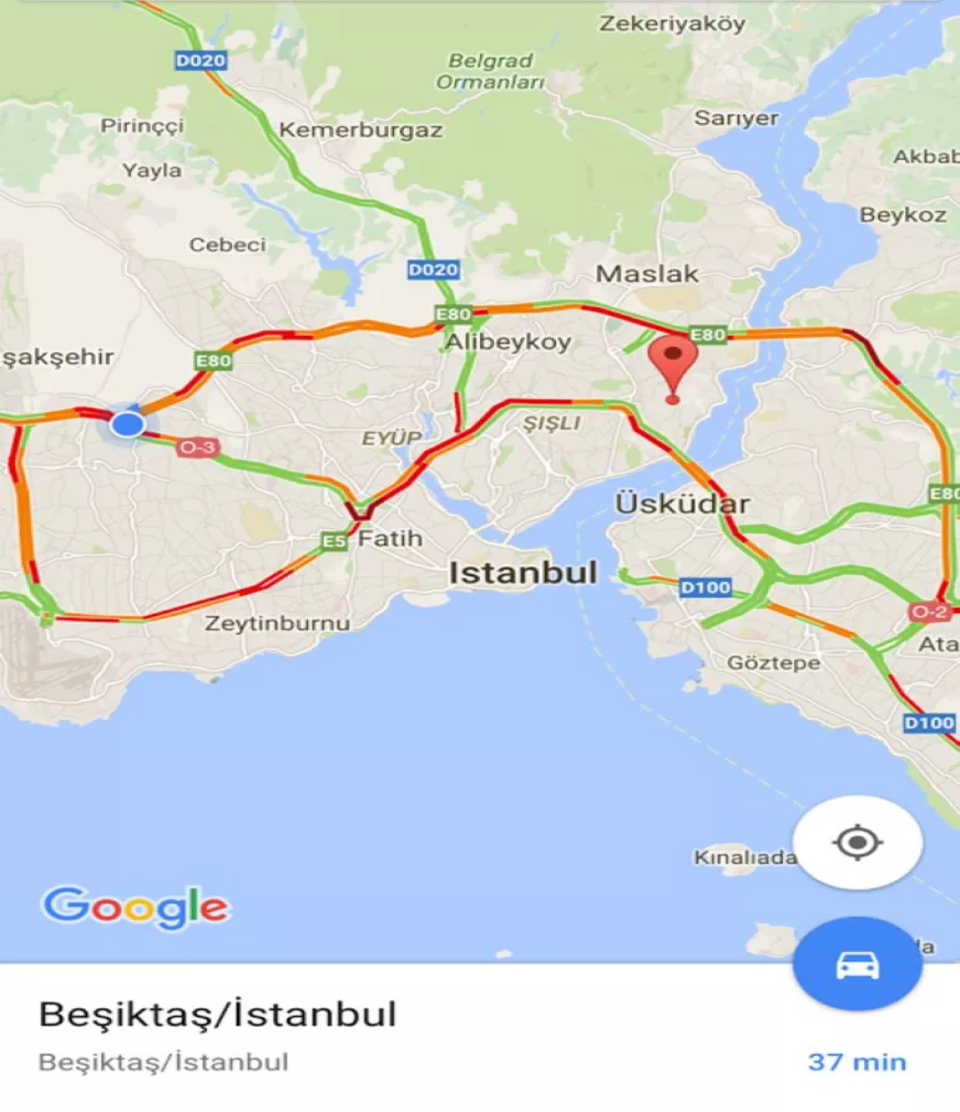 Zekeriyaköy
D020
Belgrad
Ormanları
Sarıyer
Pirinççi
Kemerburgaz
Akbab
Yayla
Beykoz
Cebeci
D020
Maslak
E80
E80
Alibeykoy
şakşehir
E80
EYÜP
ŞIŞLI
O-3
E80
Üsküdar
E5
Fatih
Istanbul
D100
O-2
Zeytinburnu
Ata
Göztepe
D100
Kınalıada
Google
la
Beşiktaş/İstanbul
Beşiktaş/İstanbul
37 min